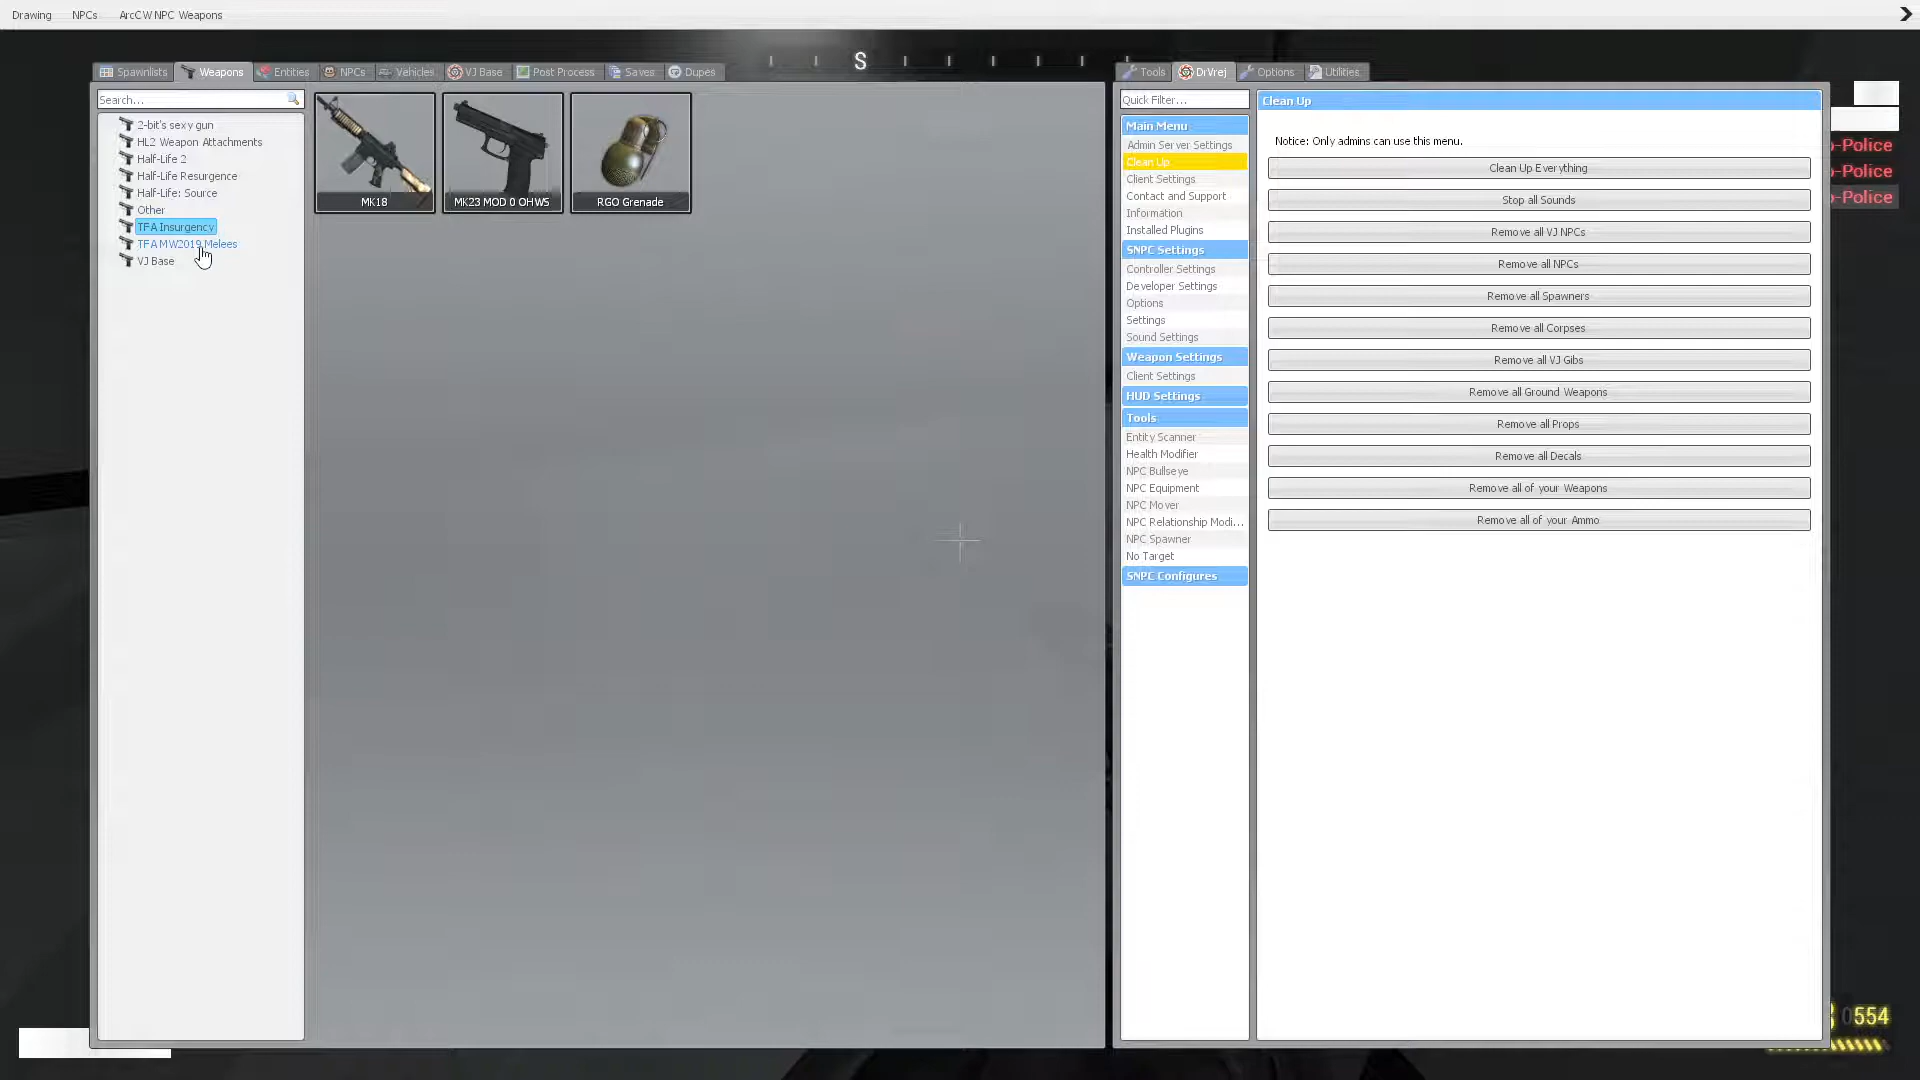 Drawing NPCs ArcCW NPC Weapons
S
Spawnlists Weapons Entities NPCs Vehicles VJ Base Post Process Saves Dupes
Search...
2-bit's sexy gun
HL2 Weapon Attachments
Half-Life 2
Half-Life Resurgence
Half-Life: Source
Other
TFA Insurgency
TFA MW2019 Melees
VJ Base
MK18
MK23 MOD 0 OHWS
RGO Grenade
Tools DrVrej Options Utilities
Quick Filter...
Main Menu
Admin Server Settings
Clean Up
Client Settings
Contact and Support
Information
Installed Plugins
SNPC Settings
Controller Settings
Developer Settings
Options
Settings
Sound Settings
Weapon Settings
Client Settings
HUD Settings
Tools
Entity Scanner
Health Modifier
NPC Bullseye
NPC Equipment
NPC Mover
NPC Relationship Modi...
NPC Spawner
No Target
SNPC Configures
Clean Up
Notice: Only admins can use this menu.
Clean Up Everything
Stop all Sounds
Remove all VJ NPCs
Remove all NPCs
Remove all Spawners
Remove all Corpses
Remove all VJ Gibs
Remove all Ground Weapons
Remove all Props
Remove all Decals
Remove all of your Weapons
Remove all of your Ammo
-Police
-Police
-Police
0554